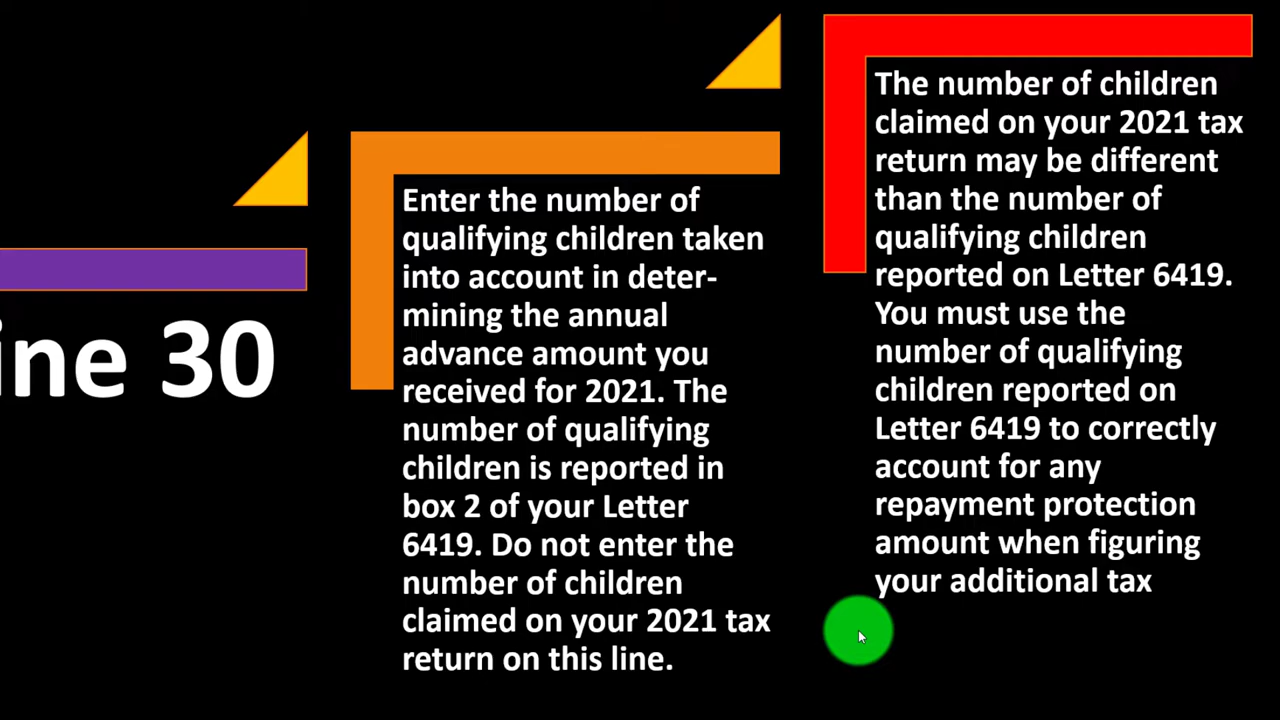 ine 30
Enter the number of
qualifying children taken
into account in deter-
mining the annual
advance amount you
received for 2021. The
number of qualifying
children is reported in
box 2 of your Letter
6419. Do not enter the
number of children
claimed on your 2021 tax
return on this line.
The number of children
claimed on your 2021 tax
return may be different
than the number of
qualifying children
reported on Letter 6419.
You must use the
number of qualifying
children reported on
Letter 6419 to correctly
account for any
repayment protection
amount when figuring
your additional tax